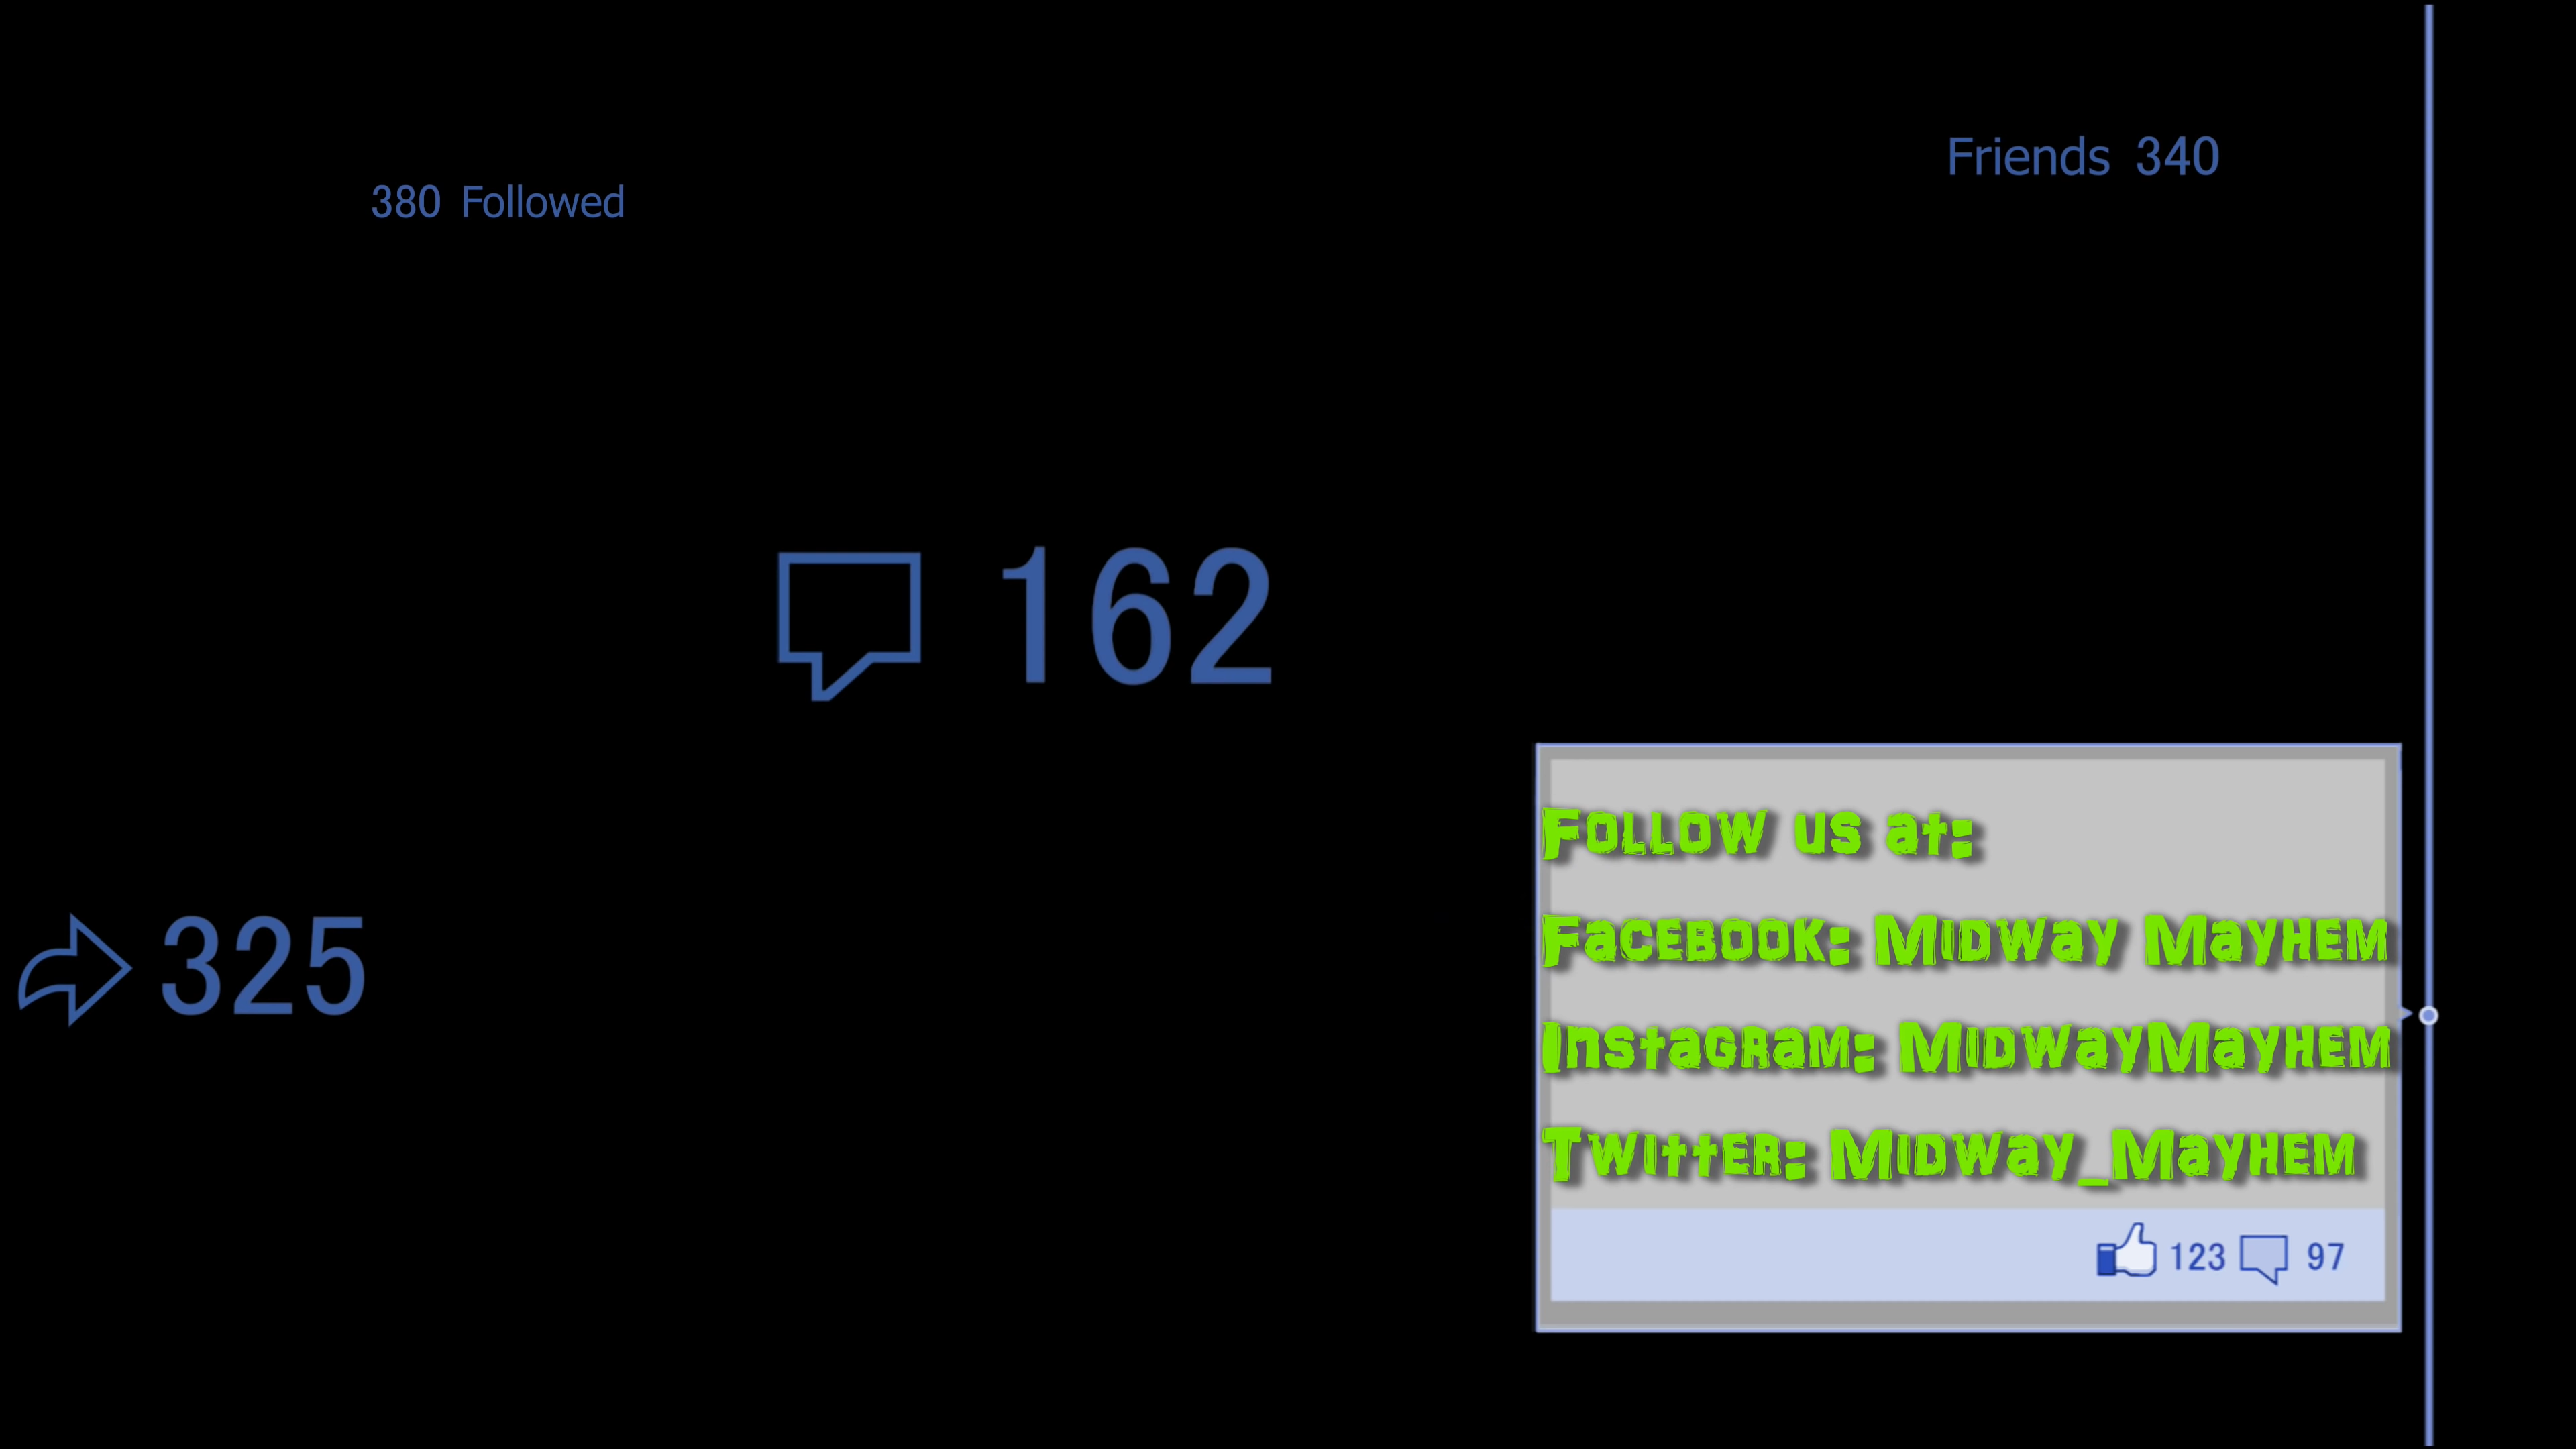 Friends 340
380 Followed
162
325
Follow us at:
Facebook: Midway Mayhem
Instagram: MidwayMayhem
Twitter: Midway_Mayhem
123 97